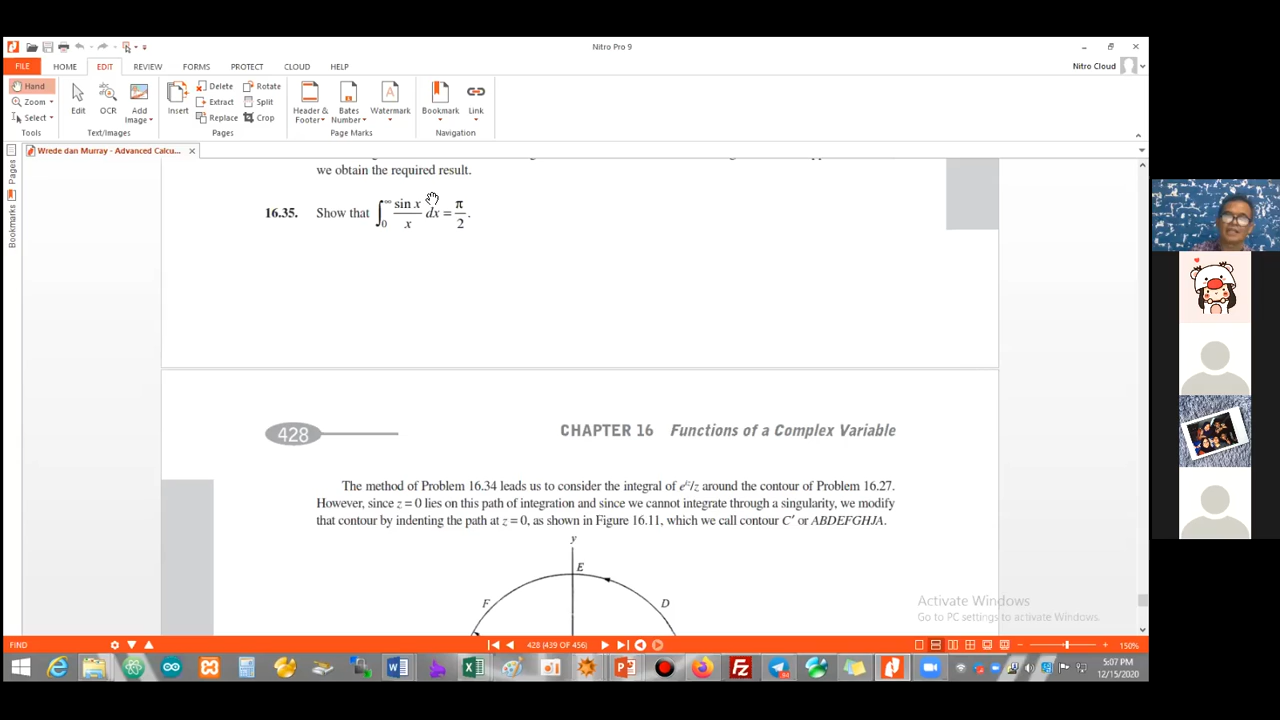 Nitro Pro 9
FILE
HOME
EDIT
REVIEW
FORMS
PROTECT
CLOUD
HELP
Nitro Cloud
Hand
Zoom
Select
Tools
Edit
OCR
Add
Image
Text/Images
Insert
Delete
Extract
Replace
Rotate
Split
Crop
Pages
Header &
Footer
Bates
Number
Watermark
Page Marks
Bookmark
Link
Navigation
Wrede dan Murray - Advanced Calcu...
Pages
Bookmarks
we obtain the required result.
16.35. Show that ∫₀^∞ sin x / x dx = π / 2.
428 CHAPTER 16 Functions of a Complex Variable
The method of Problem 16.34 leads us to consider the integral of e^{iz}/z around the contour of Problem 16.27.
However, since z = 0 lies on this path of integration and since we cannot integrate through a singularity, we modify
that contour by indenting the path at z = 0, as shown in Figure 16.11, which we call contour C′ or ABDEFGHJA.
y
E
F
D
Activate Windows
Go to PC settings to activate Windows.
FIND
428 (439 OF 456)
150%
5:07 PM
12/15/2020